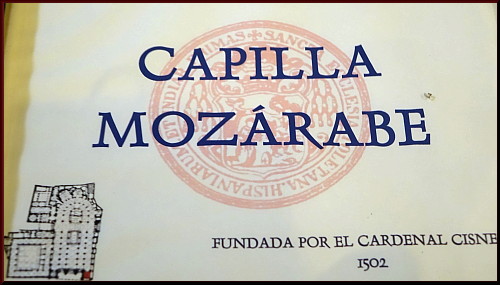 CAPILLA
MOZÁRABE
FUNDADA POR EL CARDENAL CISNE
1502